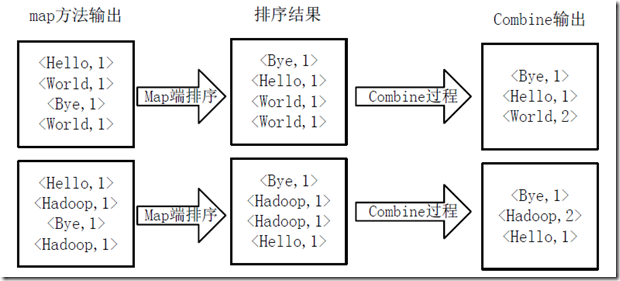 map方法输出
排序结果
Combine输出
<Hello,1>
<World,1>
<Bye,1>
<World,1>
Map端排序
<Bye,1>
<Hello,1>
<World,1>
<World,1>
Combine过程
<Bye,1>
<Hello,1>
<World,2>
<Hello,1>
<Hadoop,1>
<Bye,1>
<Hadoop,1>
Map端排序
<Bye,1>
<Hadoop,1>
<Hadoop,1>
<Hello,1>
Combine过程
<Bye,1>
<Hadoop,2>
<Hello,1>